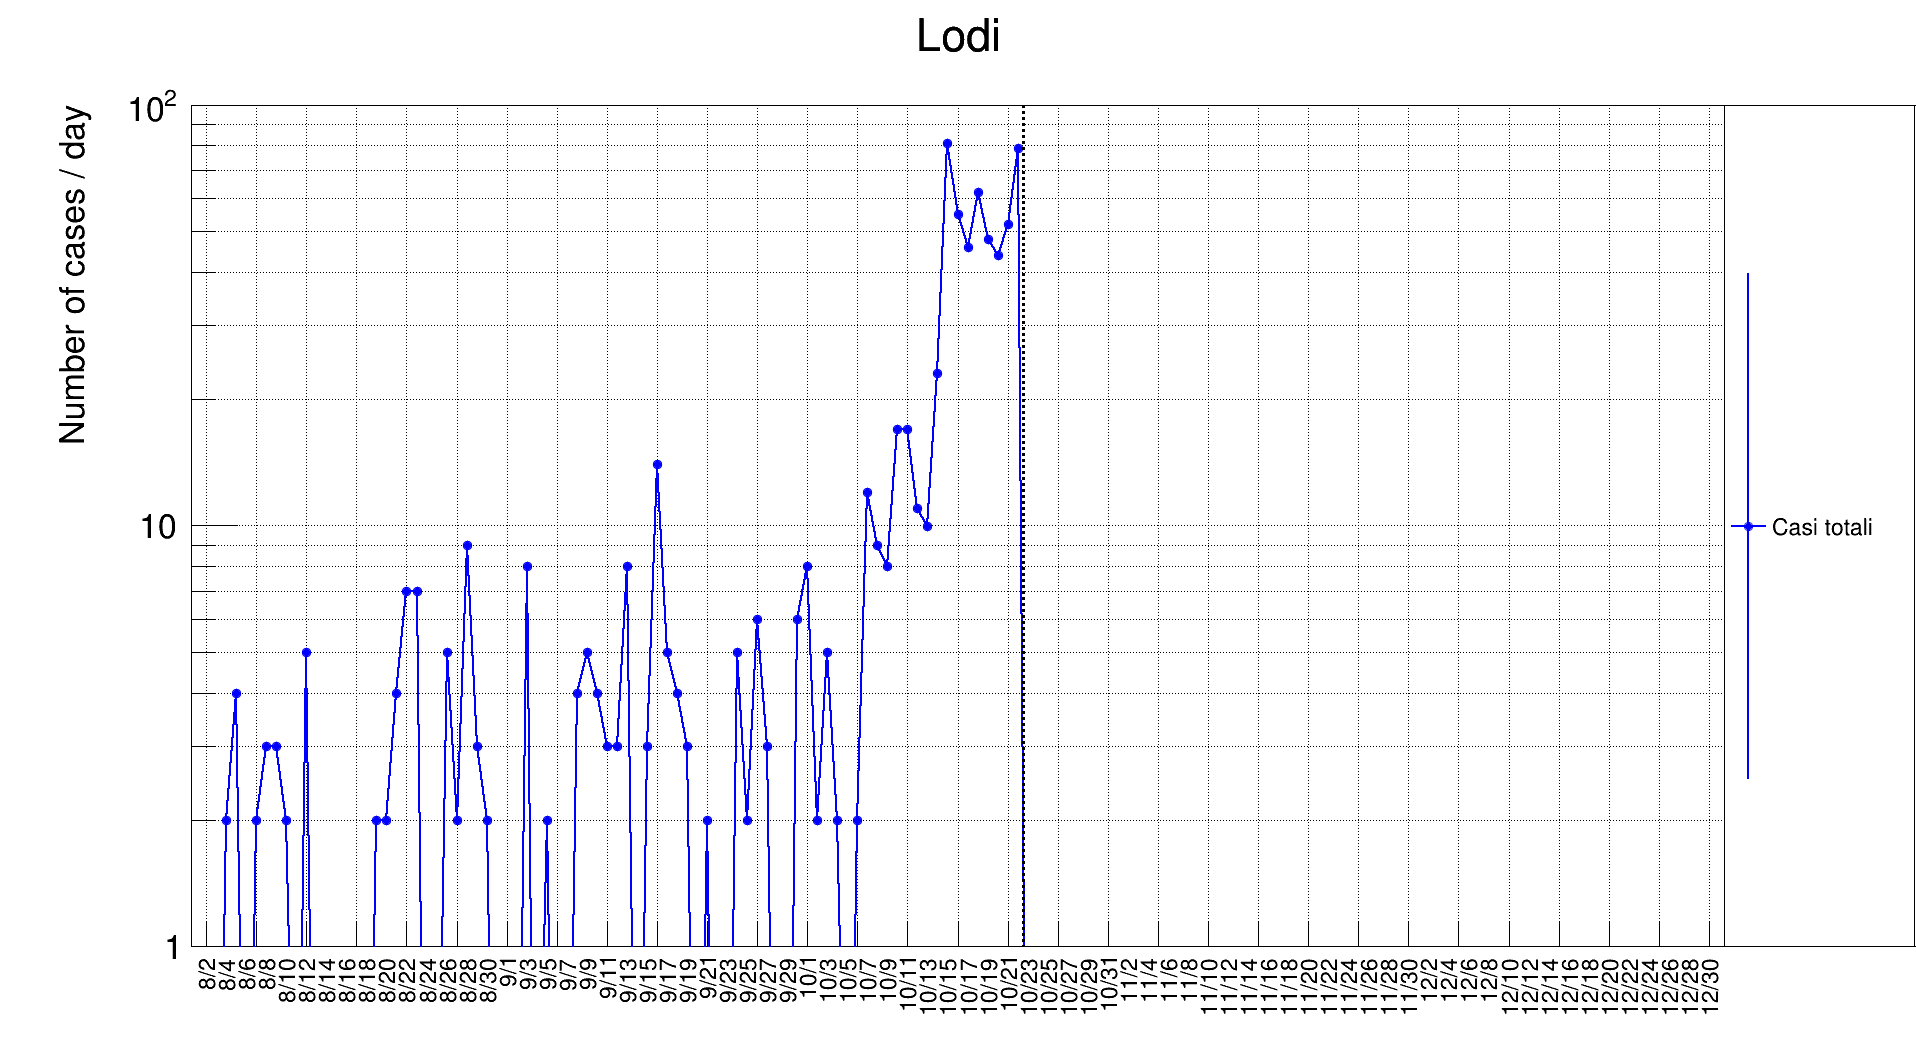 Lodi
Number of cases / day
10²
10
1
8/2 8/4 8/6 8/8 8/10 8/12 8/14 8/16 8/18 8/20 8/22 8/24 8/26 8/28 8/30 9/1 9/3 9/5 9/7 9/9 9/11 9/13 9/15 9/17 9/19 9/21 9/23 9/25 9/27 9/29 10/1 10/3 10/5 10/7 10/9 10/11 10/13 10/15 10/17 10/19 10/21 10/23 10/25 10/27 10/29 10/31 11/2 11/4 11/6 11/8 11/10 11/12 11/14 11/16 11/18 11/20 11/22 11/24 11/26 11/28 11/30 12/2 12/4 12/6 12/8 12/10 12/12 12/14 12/16 12/18 12/20 12/22 12/24 12/26 12/28 12/30
Casi totali